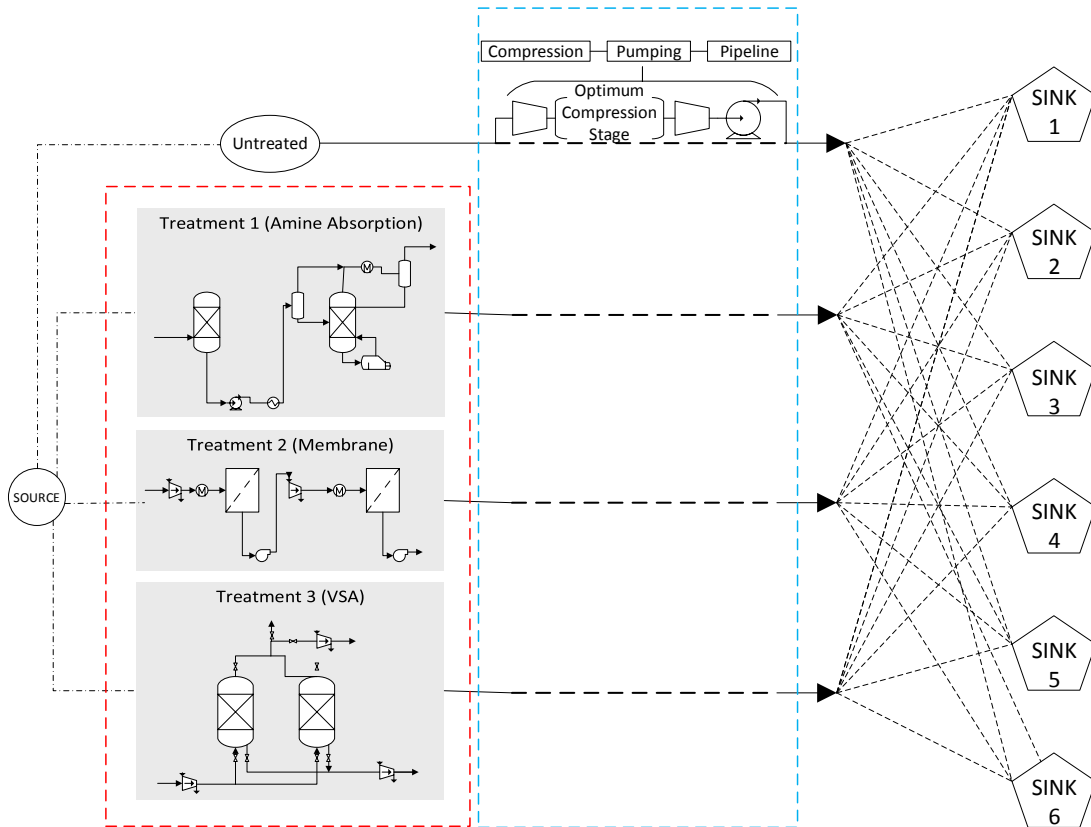 Compression
Pumping
Pipeline
Optimum
Compression
Stage
Untreated
SINK
1
Treatment 1 (Amine Absorption)
M
SINK
2
SINK
3
Treatment 2 (Membrane)
M
M
SOURCE
SINK
4
Treatment 3 (VSA)
SINK
5
SINK
6